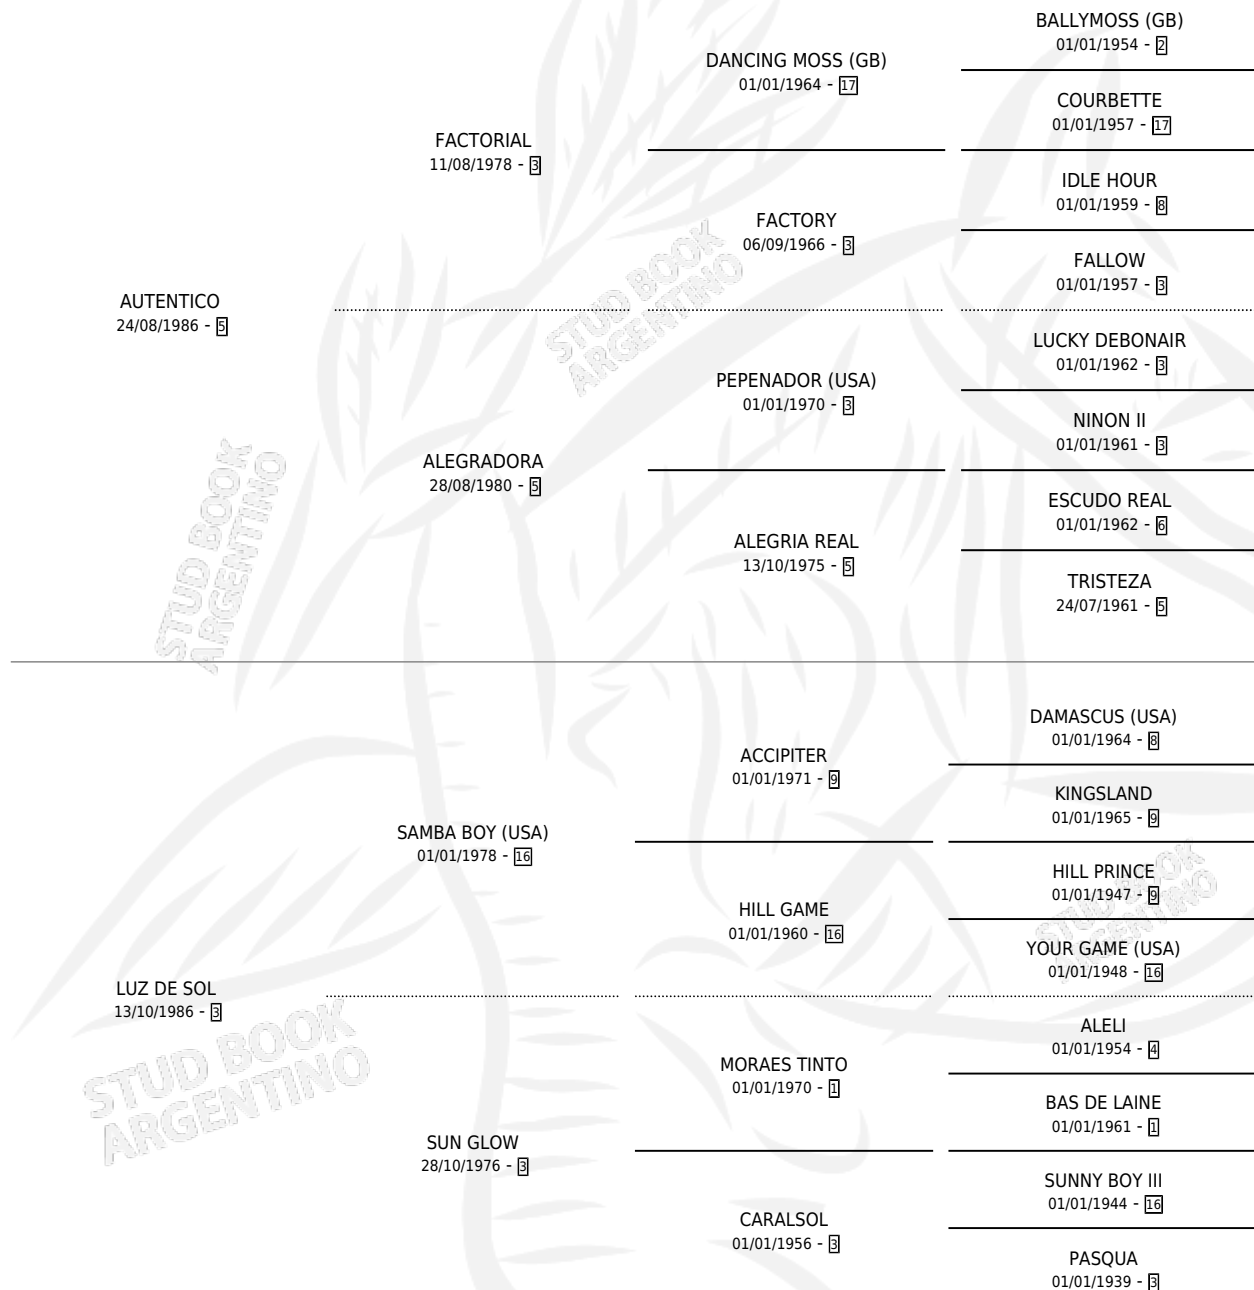 BALLYMOSS (GB)
01/01/1954 - 2
DANCING MOSS (GB)
01/01/1964 - 17
COURBETTE
01/01/1957 - 17
FACTORIAL
11/08/1978 - 3
IDLE HOUR
01/01/1959 - 8
FACTORY
06/09/1966 - 3
FALLOW
01/01/1957 - 3
AUTENTICO
24/08/1986 - 5
STUD BOOK
ARGENTINO
LUCKY DEBONAIR
01/01/1962 - 3
PEPENADOR (USA)
01/01/1970 - 3
NINON II
01/01/1961 - 3
ALEGRADORA
28/08/1980 - 5
ESCUDO REAL
01/01/1962 - 6
ALEGRIA REAL
13/10/1975 - 5
TRISTEZA
24/07/1961 - 5
STUD BOOK
ARGENTINO
DAMASCUS (USA)
01/01/1964 - 8
ACCIPITER
01/01/1971 - 9
KINGSLAND
01/01/1965 - 9
SAMBA BOY (USA)
01/01/1978 - 16
HILL PRINCE
01/01/1947 - 9
HILL GAME
01/01/1960 - 16
YOUR GAME (USA)
01/01/1948 - 16
STUD BOOK
ARGENTINO
LUZ DE SOL
13/10/1986 - 3
STUD BOOK
ARGENTINO
ALELI
01/01/1954 - 4
MORAES TINTO
01/01/1970 - 1
BAS DE LAINE
01/01/1961 - 1
SUN GLOW
28/10/1976 - 3
SUNNY BOY III
01/01/1944 - 16
CARALSOL
01/01/1956 - 3
PASQUA
01/01/1939 - 3